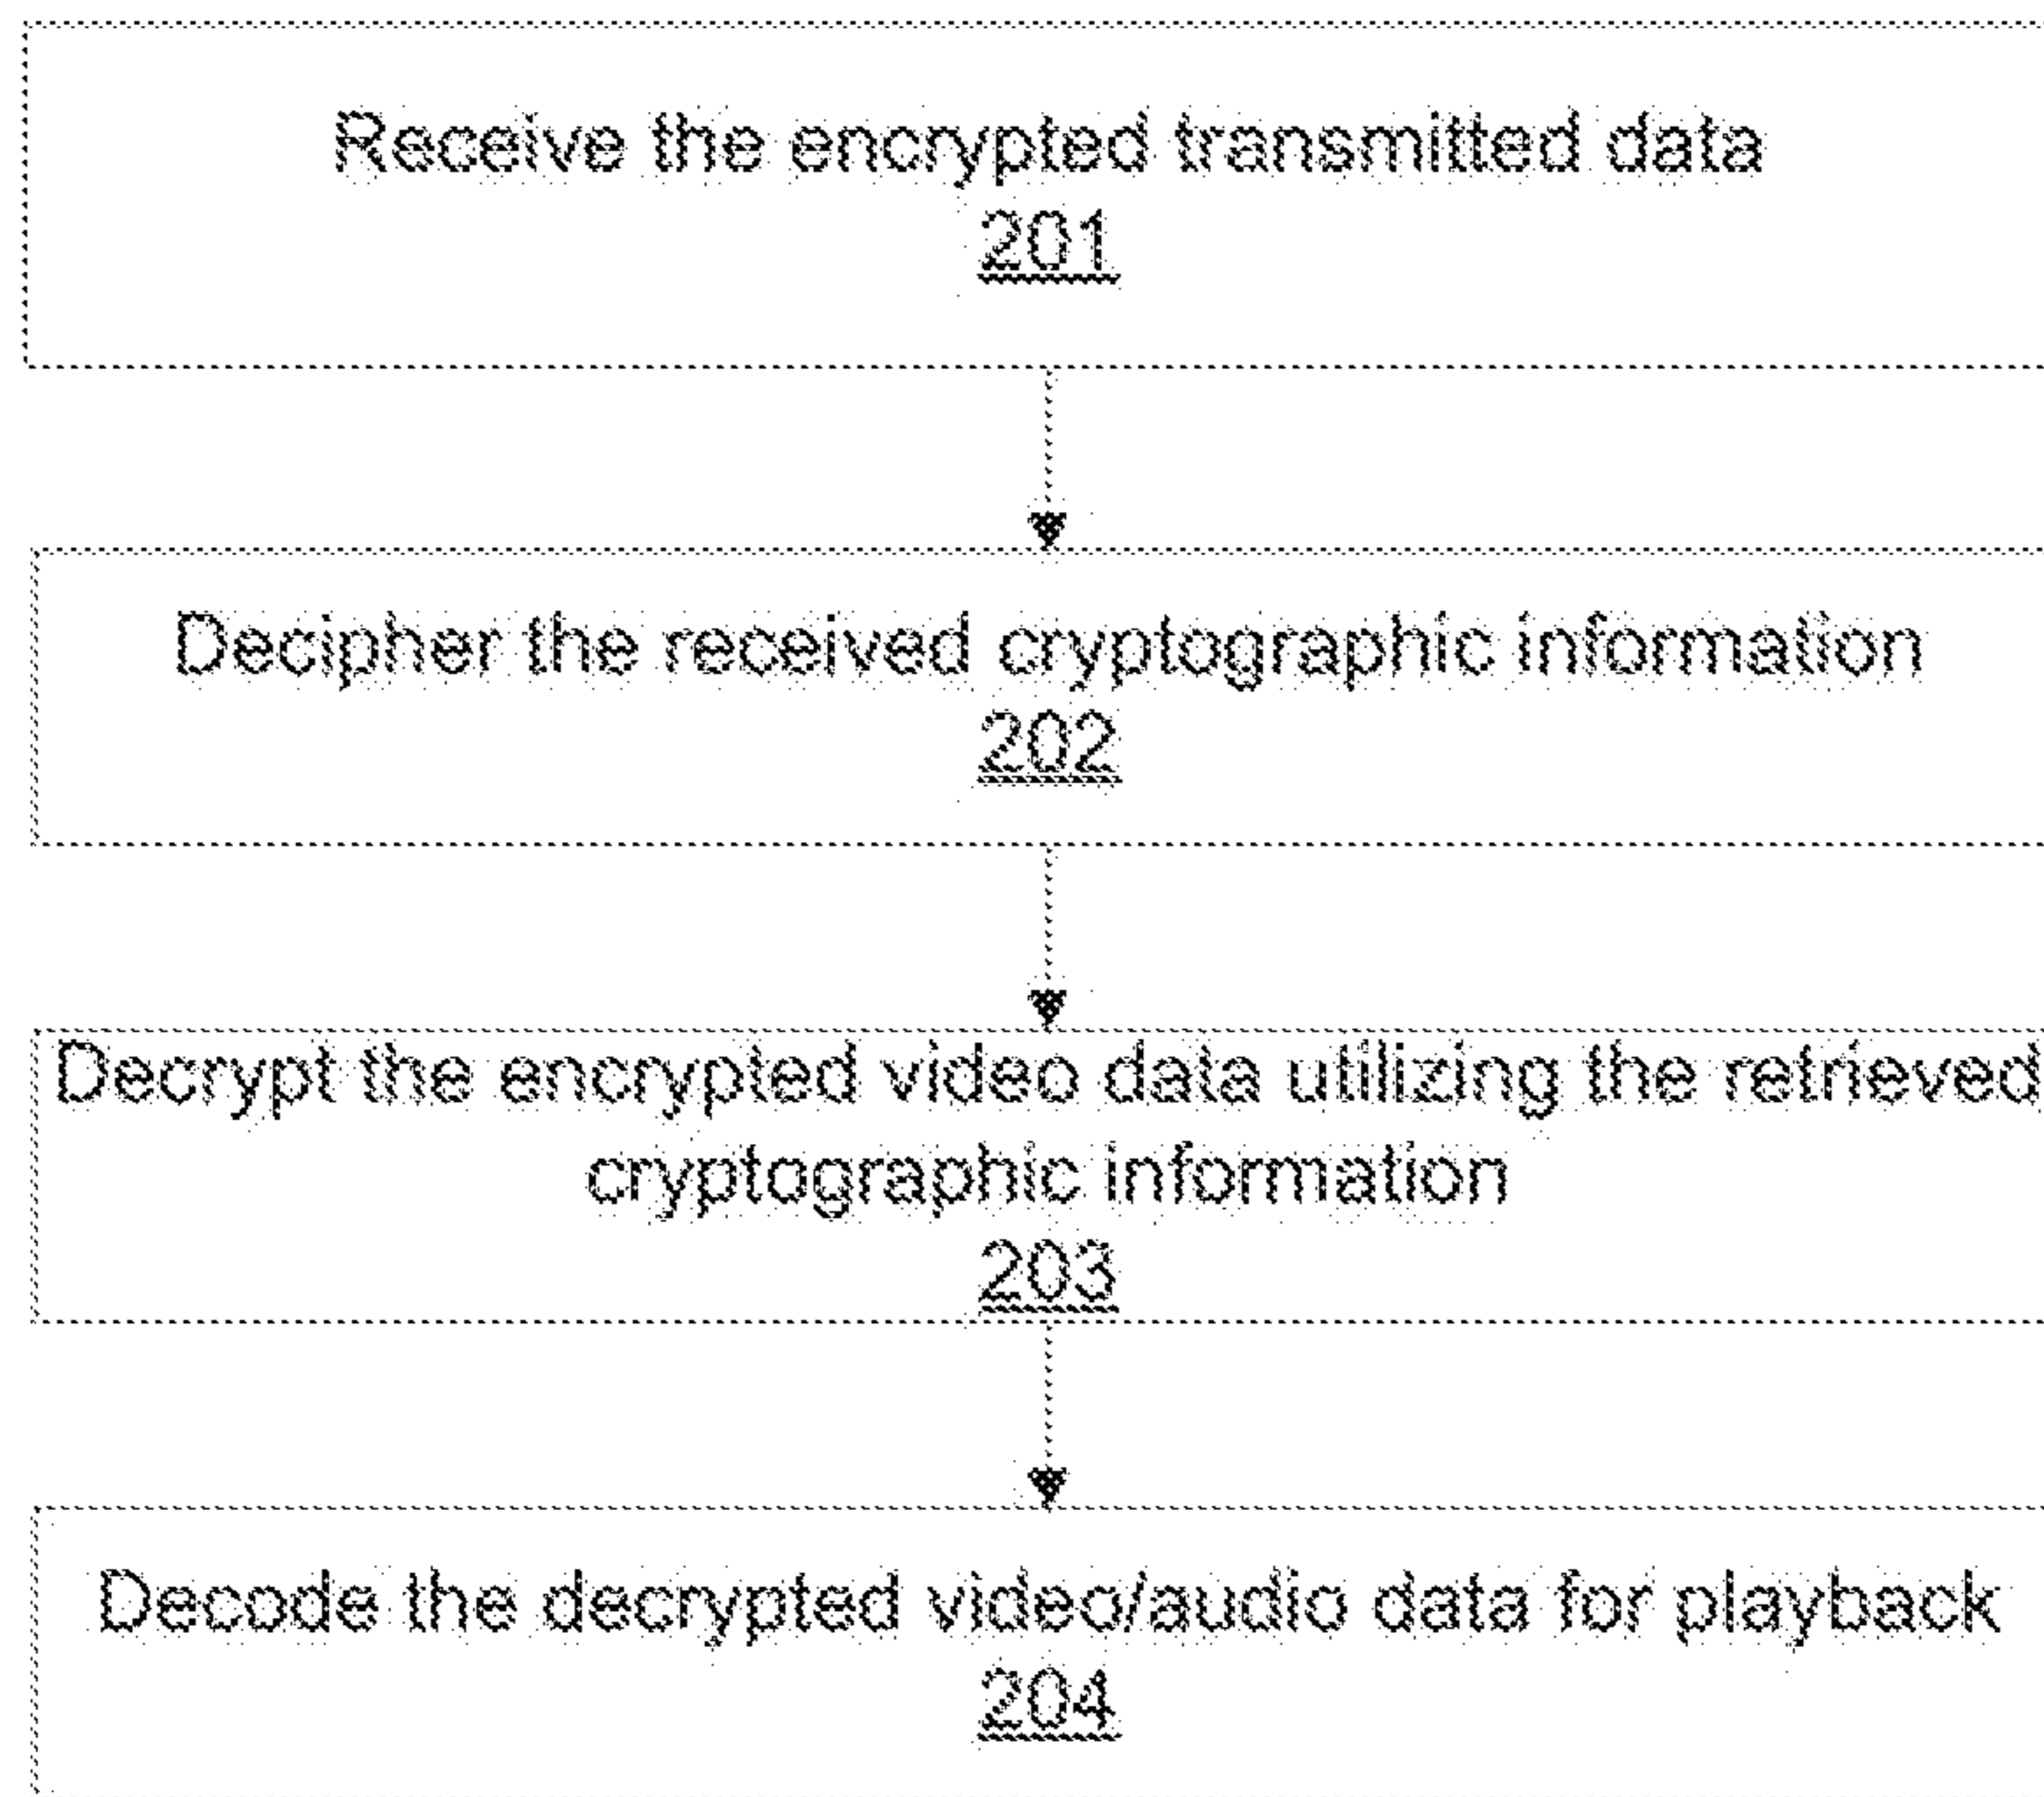 Receive the encrypted transmitted data
201
Decipher the received cryptographic information
202
Decrypt the encrypted video data utilizing the retrieved
cryptographic information
203
Decode the decrypted video/audio data for playback
204